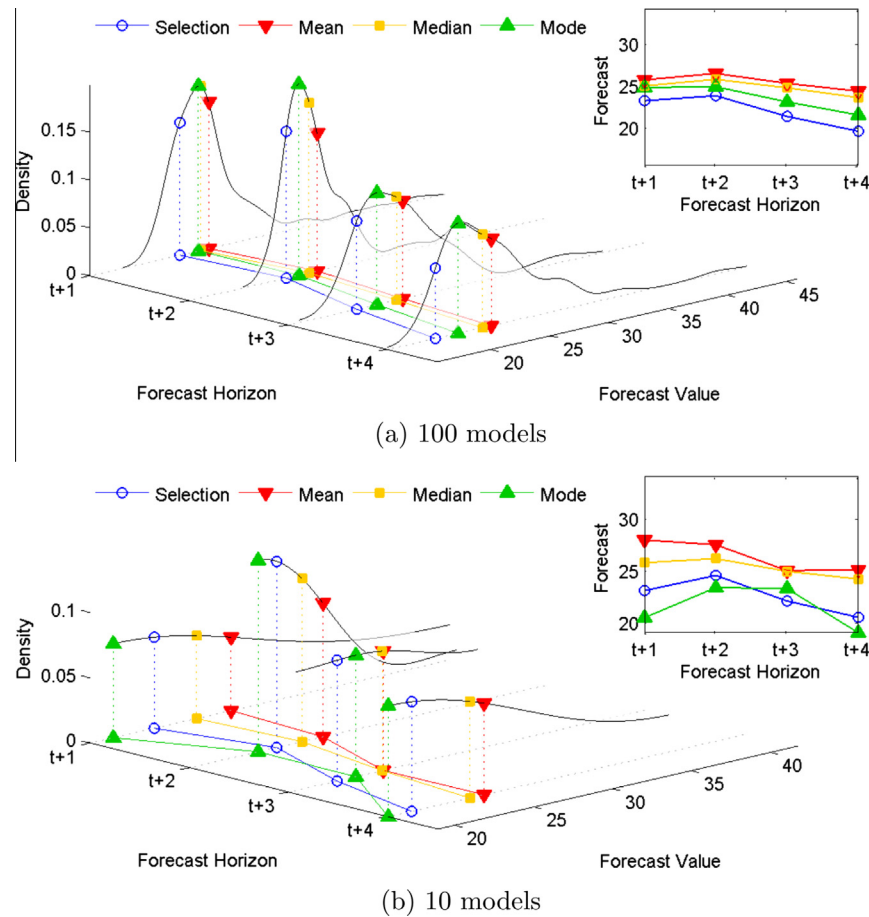 Selection Mean Median Mode
Density
0.15
0.1
0.05
0
t+1
t+2
t+3
t+4
Forecast Horizon
20
25
30
35
40
45
Forecast Value
Forecast
30
25
20
t+1 t+2 t+3 t+4
Forecast Horizon
(a) 100 models
Selection Mean Median Mode
Density
0.1
0.05
0
t+1
t+2
t+3
t+4
Forecast Horizon
20
25
30
35
40
Forecast Value
Forecast
30
25
20
t+1 t+2 t+3 t+4
Forecast Horizon
(b) 10 models